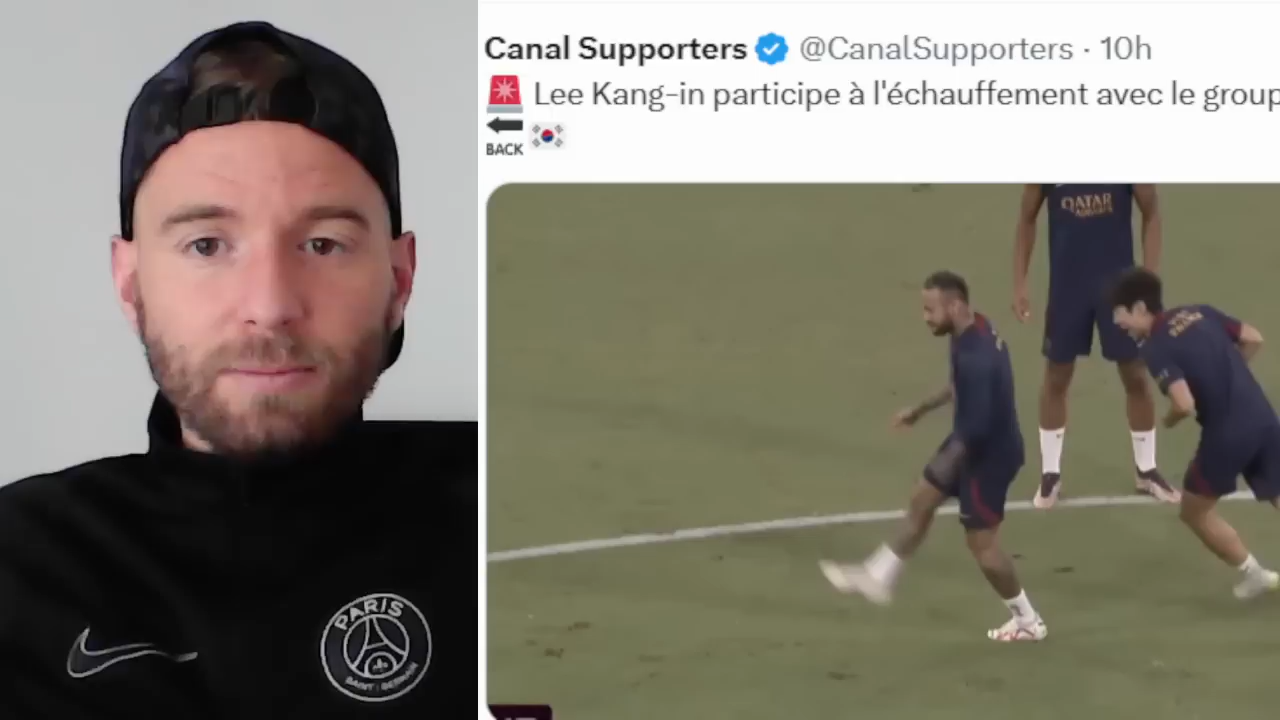 Canal Supporters @CanalSupporters · 10h
Lee Kang-in participe à l'échauffement avec le group
BACK
QATAR
AIRWAYS
PARIS
SAINT-GERMAIN